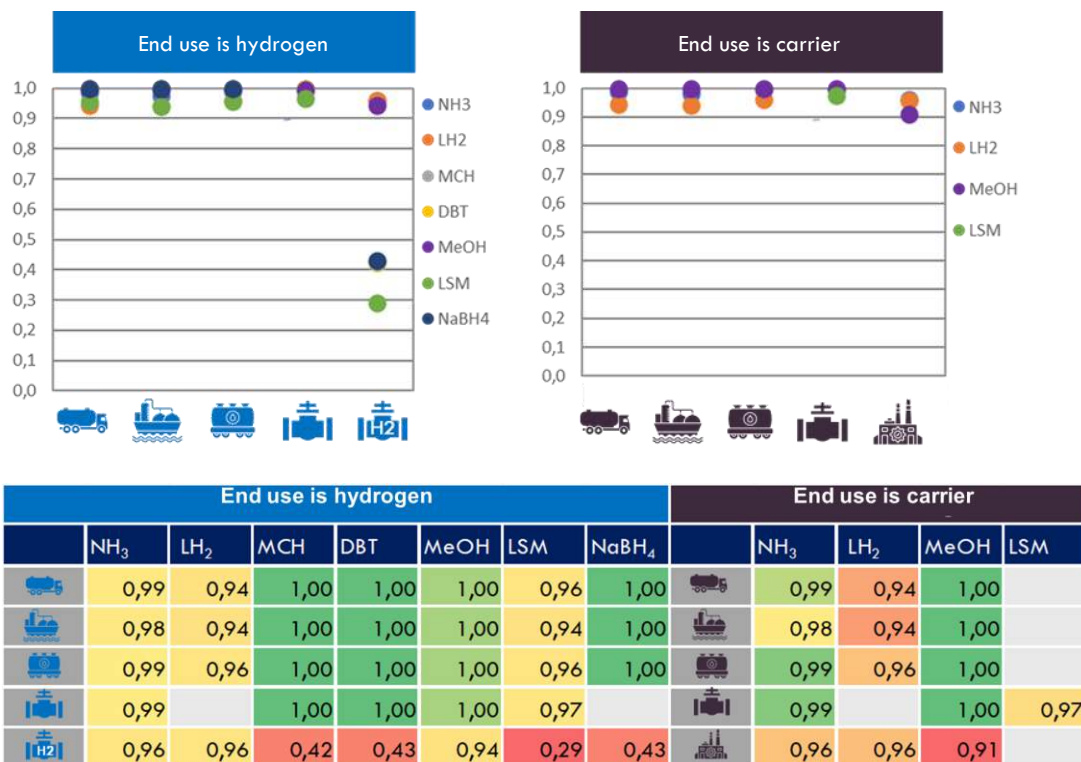 End use is hydrogen
1,0
0,9
0,8
0,7
0,6
0,5
0,4
0,3
0,2
0,1
0,0
NH3
LH2
MCH
DBT
MeOH
LSM
NaBH4
H2
End use is carrier
1,0
0,9
0,8
0,7
0,6
0,5
0,4
0,3
0,2
0,1
0,0
NH3
LH2
MeOH
LSM
End use is hydrogen End use is carrier
NH₃ LH₂ MCH DBT MeOH LSM NaBH₄ NH₃ LH₂ MeOH LSM
0,99 0,94 1,00 1,00 1,00 0,96 1,00 0,99 0,94 1,00
0,98 0,94 1,00 1,00 1,00 0,94 1,00 0,98 0,94 1,00
0,99 0,96 1,00 1,00 1,00 0,96 1,00 0,99 0,96 1,00
0,99 1,00 1,00 1,00 0,97 0,99 1,00 0,97
H2 0,96 0,96 0,42 0,43 0,94 0,29 0,43 0,96 0,96 0,91